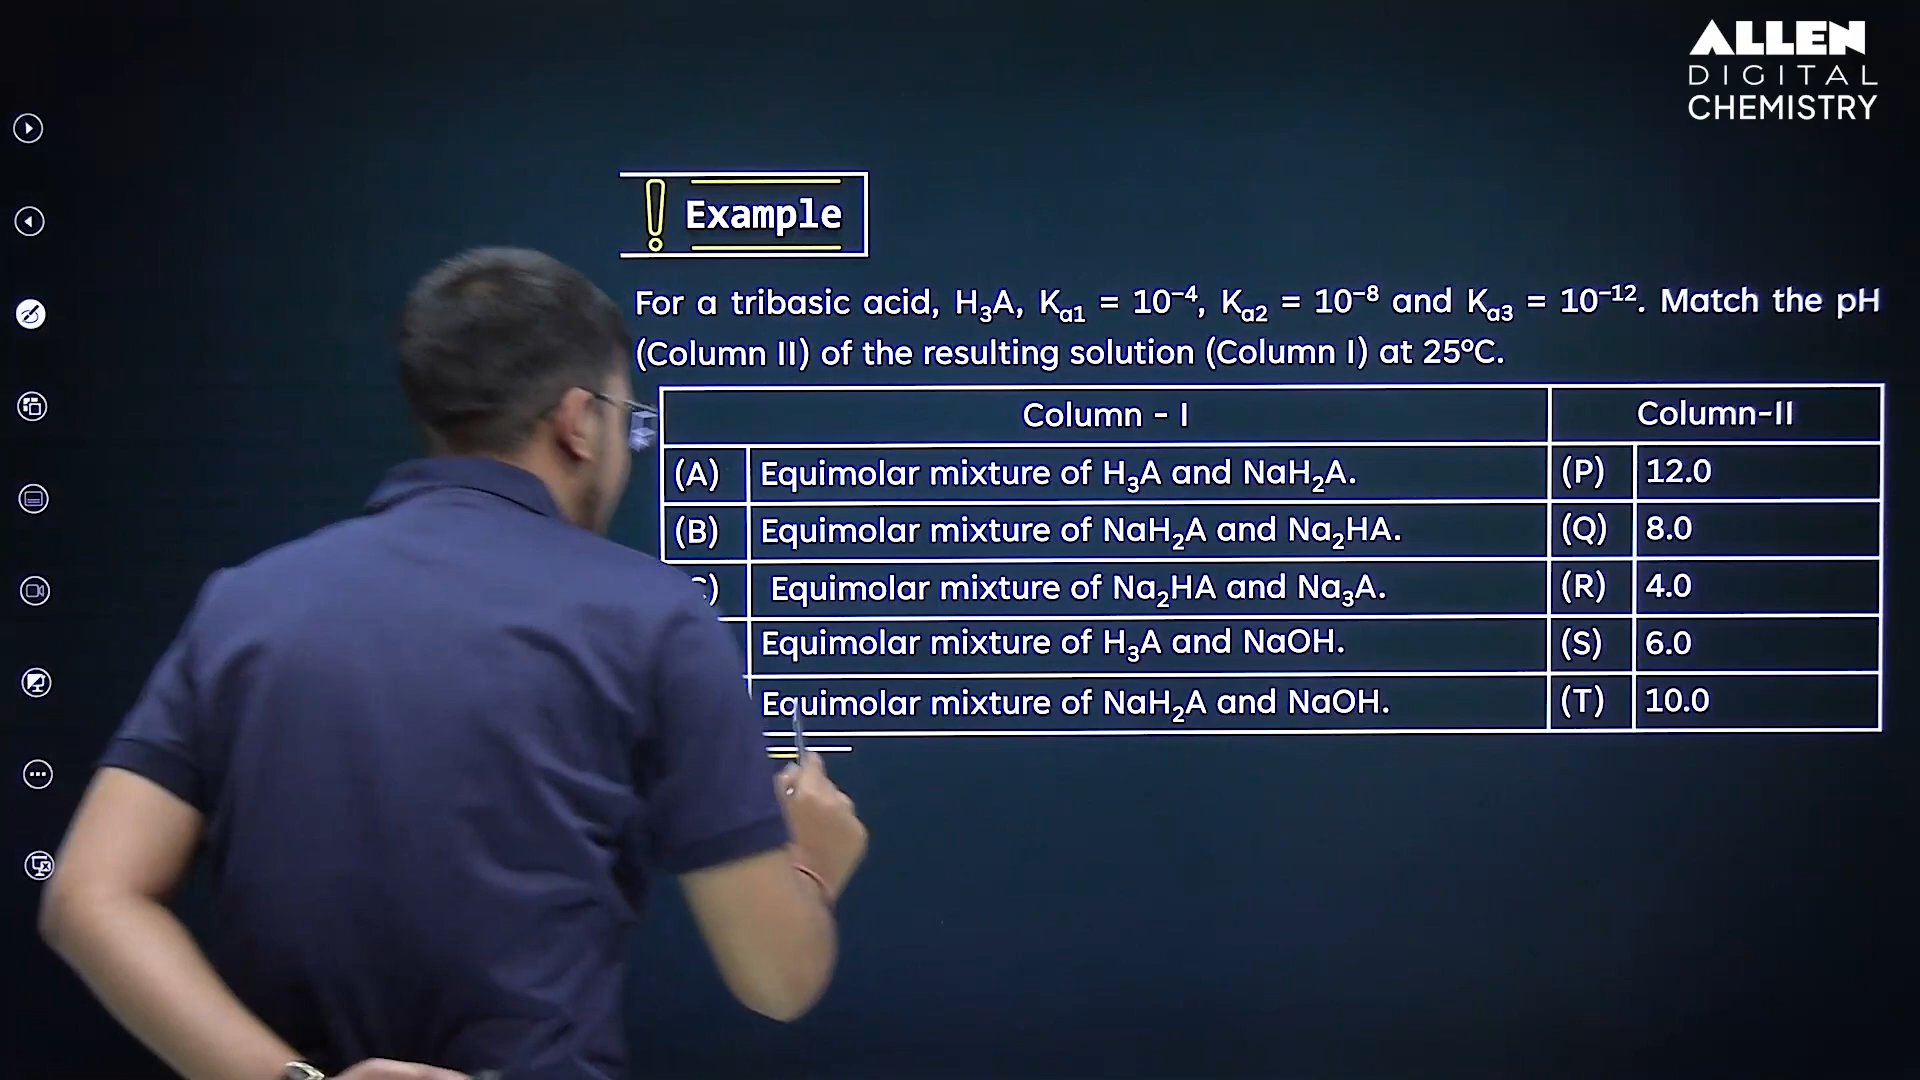 ALLEN
DIGITAL
CHEMISTRY
Example
For a tribasic acid, H₃A, Kₐ₁ = 10⁻⁴, Kₐ₂ = 10⁻⁸ and Kₐ₃ = 10⁻¹². Match the pH
(Column II) of the resulting solution (Column I) at 25ºC.
Column - I Column-II
(A) Equimolar mixture of H₃A and NaH₂A. (P) 12.0
(B) Equimolar mixture of NaH₂A and Na₂HA. (Q) 8.0
Equimolar mixture of Na₂HA and Na₃A. (R) 4.0
Equimolar mixture of H₃A and NaOH. (S) 6.0
Equimolar mixture of NaH₂A and NaOH. (T) 10.0